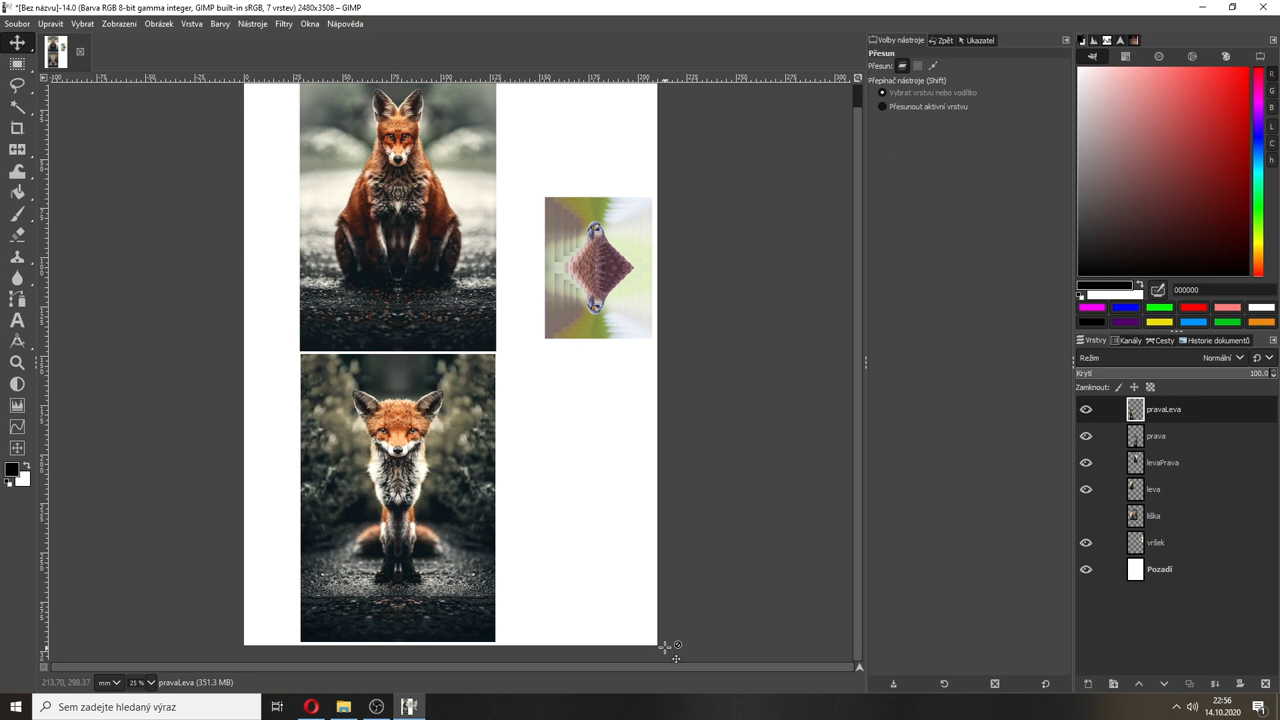 *[Bez názvu]-14.0 (Barva RGB 8-bit gamma integer, GIMP built-in sRGB, 7 vrstev) 2480x3508 – GIMP
Soubor Upravit Vybrat Zobrazení Obrázek Vrstva Barvy Nástroje Filtry Okna Nápověda
Volby nástroje Zpět Ukazatel
Přesun
Přesun:
Přepínač nástroje (Shift)
Vybrat vrstvu nebo vodítko
Přesunout aktivní vrstvu
R
G
B
L
C
h
000000
Vrstvy Kanály Cesty Historie dokumentů
Režim Normální
Krytí 100.0
Zamknout:
pravaLeva
prava
levaPrava
leva
liška
vršek
Pozadí
213.70, 298.37 mm 25 % pravaLeva (351.3 MB)
Sem zadejte hledaný výraz
22:56
14.10.2020
1